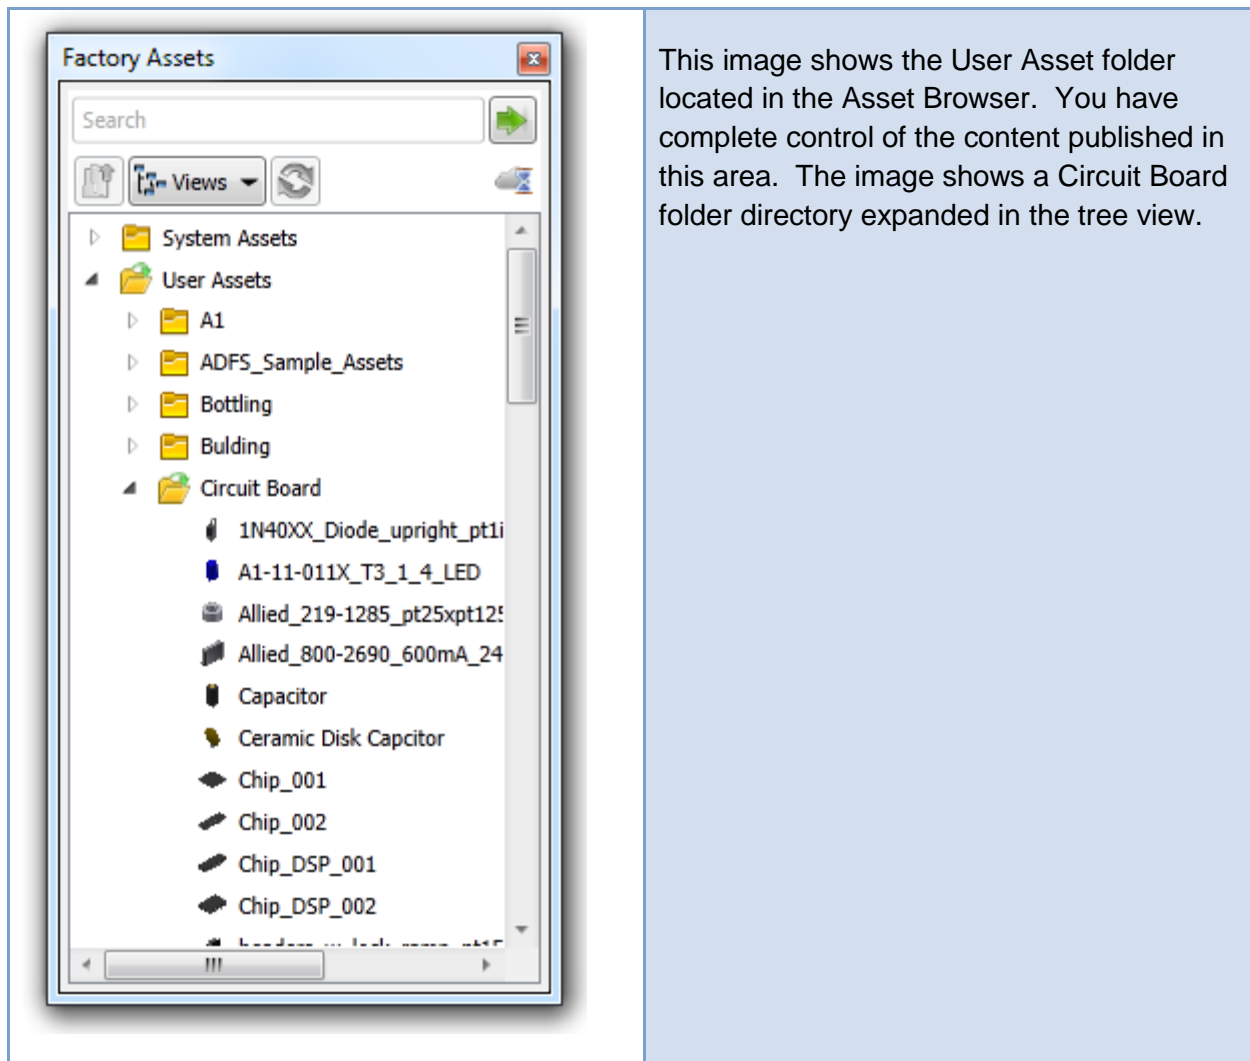 Factory Assets
Search
Views
System Assets
User Assets
A1
ADFS_Sample_Assets
Bottling
Bulding
Circuit Board
1N40XX_Diode_upright_pt1i
A1-11-011X_T3_1_4_LED
Allied_219-1285_pt25xpt125
Allied_800-2690_600mA_24
Capacitor
Ceramic Disk Capcitor
Chip_001
Chip_002
Chip_DSP_001
Chip_DSP_002
This image shows the User Asset folder
located in the Asset Browser.  You have
complete control of the content published in
this area.  The image shows a Circuit Board
folder directory expanded in the tree view.